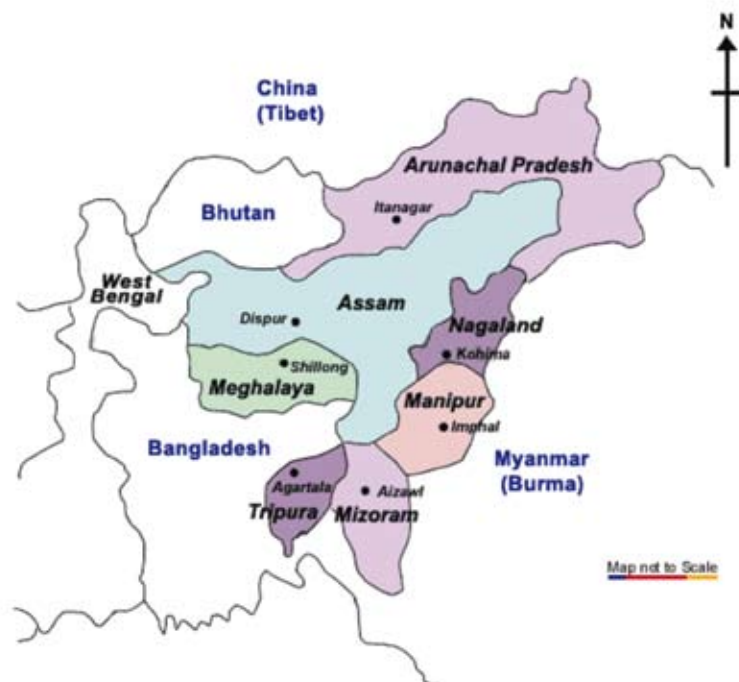 N
China
(Tibet)
Arunachal Pradesh
Itanagar
Bhutan
West
Bengal
Assam
Dispur
Nagaland
Kohima
Shillong
Meghalaya
Manipur
Imphal
Bangladesh
Myanmar
(Burma)
Agartala
Aizawl
Tripura
Mizoram
Map not to Scale